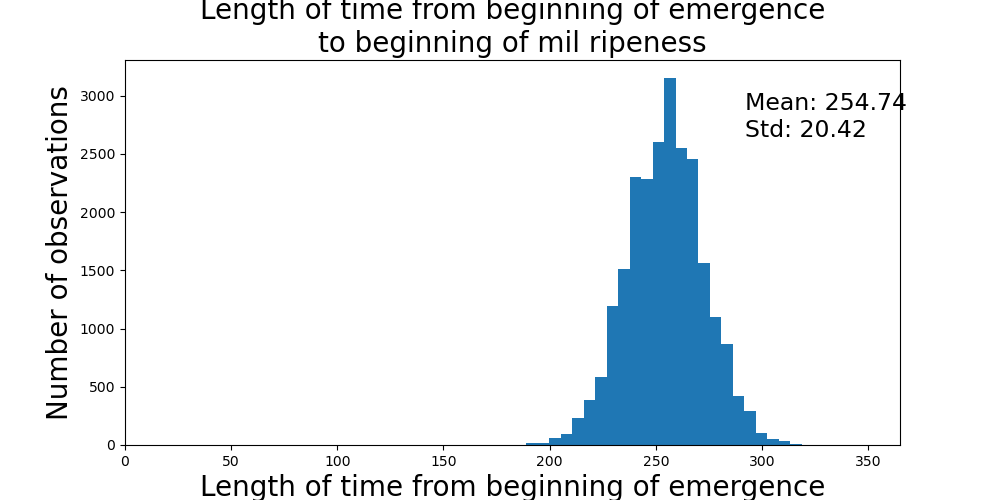 Length of time from beginning of emergence
to beginning of mil ripeness
Mean: 254.74
Std: 20.42
Number of observations
3000
2500
2000
1500
1000
500
0
0 50 100 150 200 250 300 350
Length of time from beginning of emergence